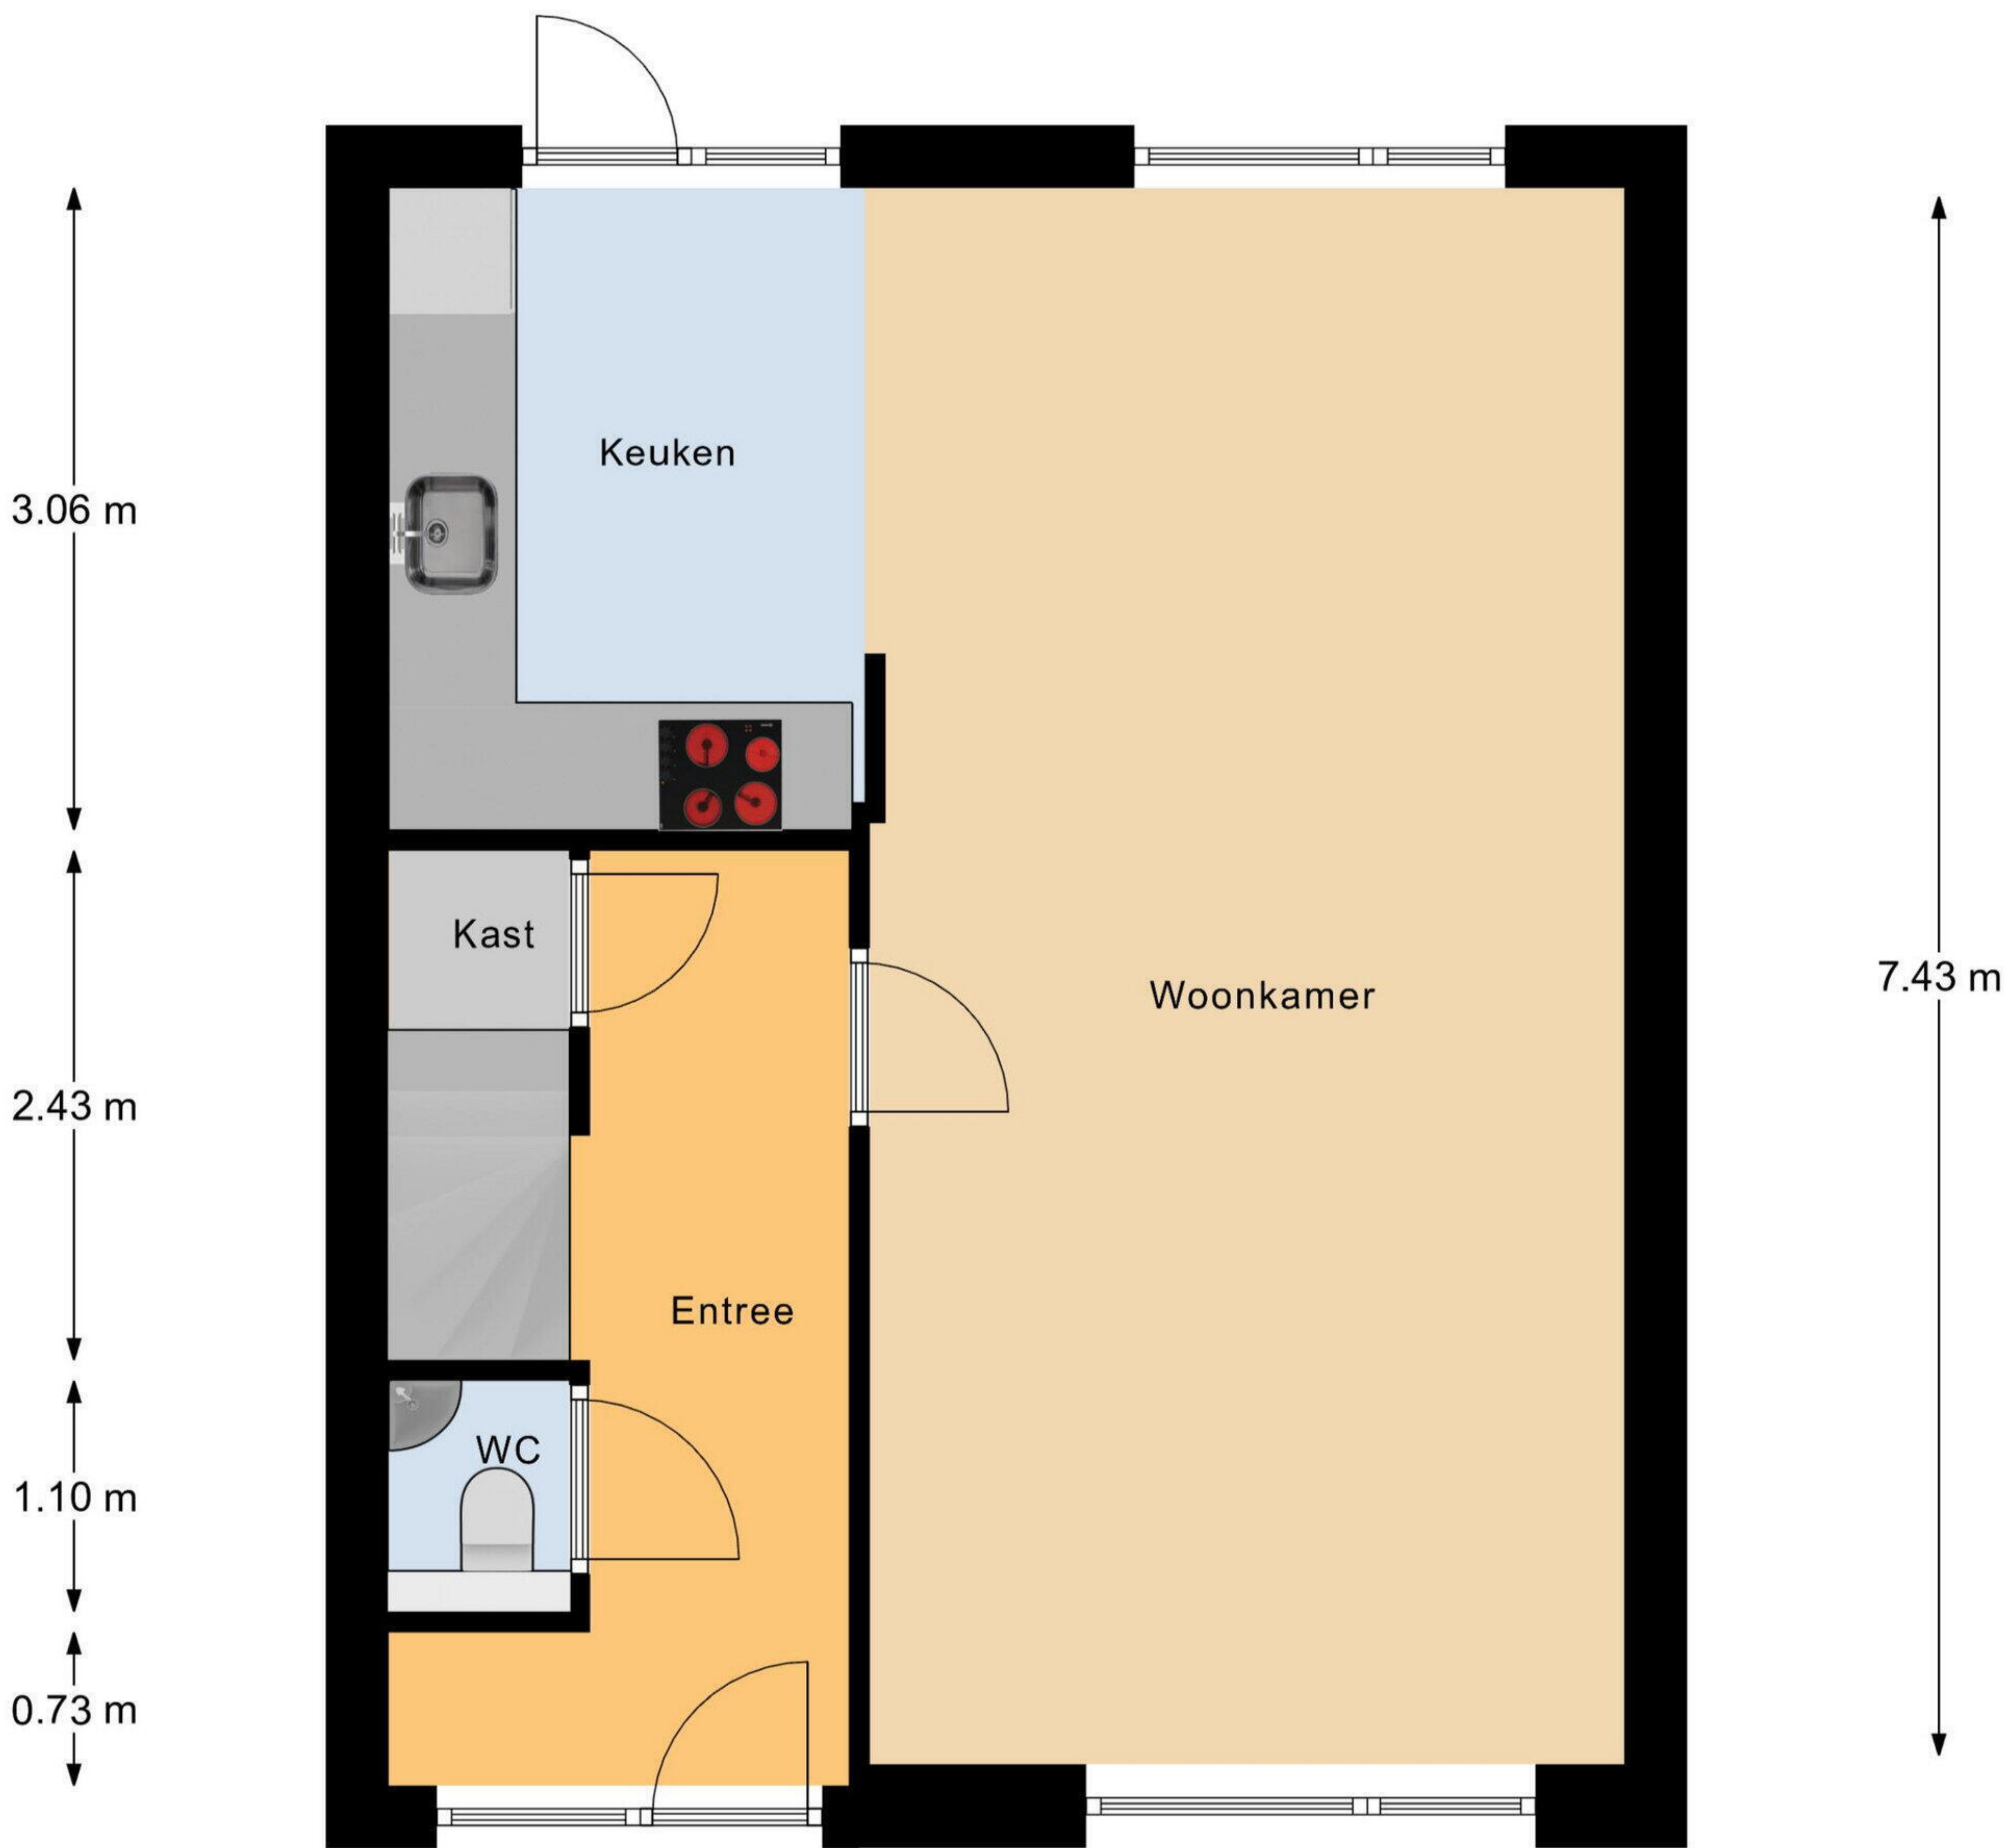 Keuken
3.06 m
Kast
7.43 m
Woonkamer
2.43 m
Entree
WC
1.10 m
0.73 m